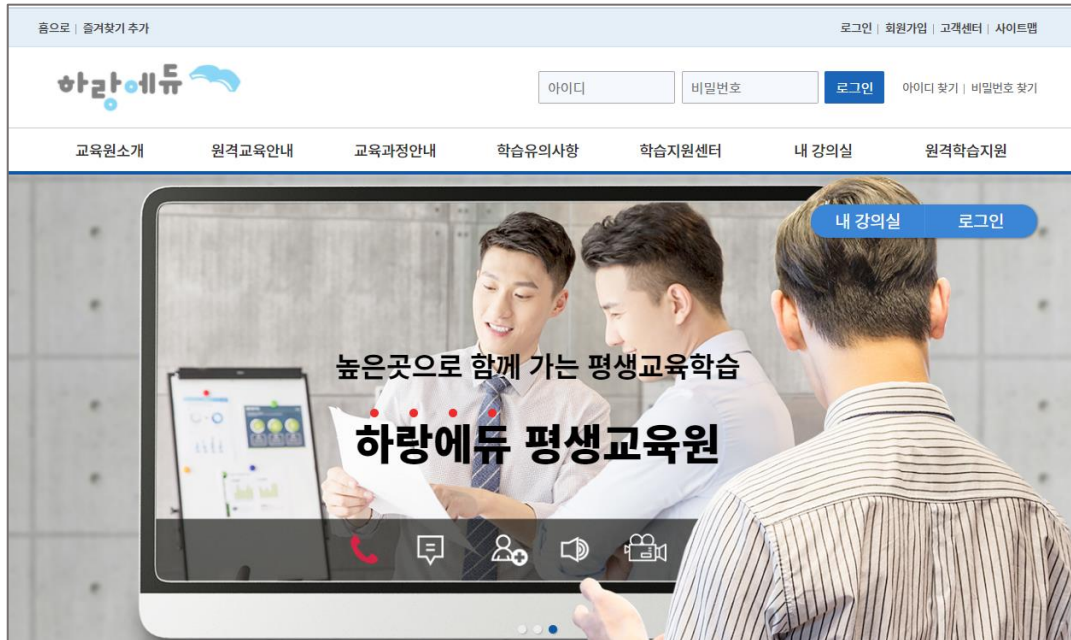 홈으로 | 즐겨찾기 추가
로그인 | 회원가입 | 고객센터 | 사이트맵
하랑에듀
아이디
비밀번호
로그인
아이디 찾기 | 비밀번호 찾기
교육원소개
원격교육안내
교육과정안내
학습유의사항
학습지원센터
내 강의실
원격학습지원
내 강의실
로그인
높은곳으로 함께 가는 평생교육학습
하랑에듀 평생교육원